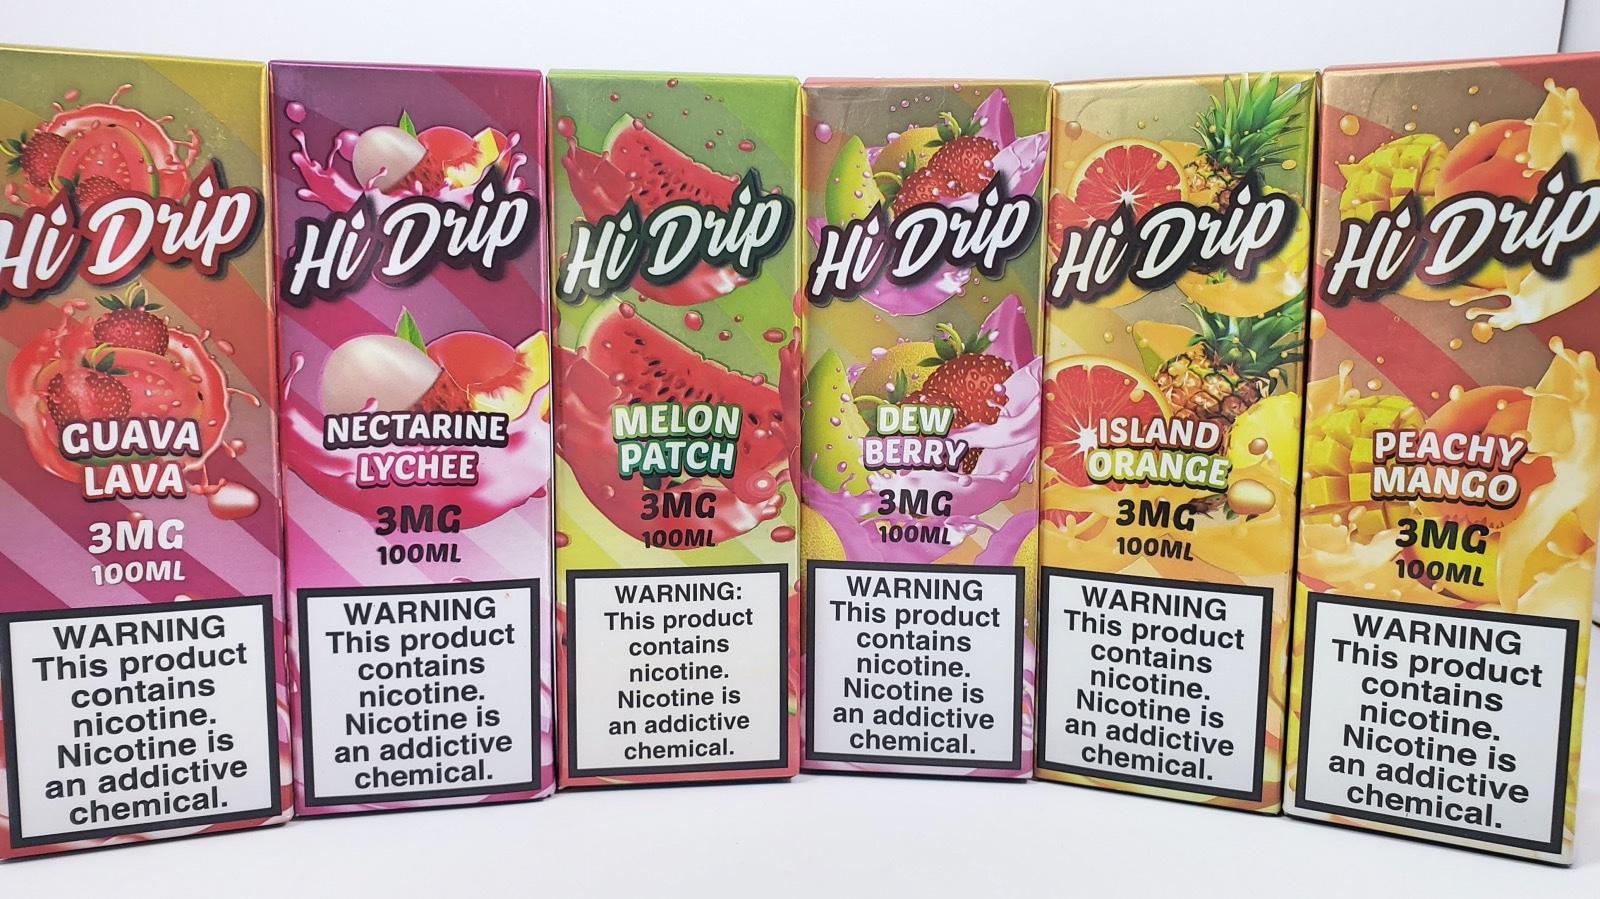 Hi Drip
GUAVA
LAVA
3MG
100ML
WARNING
This product
contains
nicotine.
Nicotine is
an addictive
chemical.
Hi Drip
NECTARINE
LYCHEE
3MG
100ML
WARNING
This product
contains
nicotine.
Nicotine is
an addictive
chemical.
Hi Drip
MELON
PATCH
3MG
100ML
WARNING:
This product
contains
nicotine.
Nicotine is
an addictive
chemical.
Hi Drip
DEW
BERRY
3MG
100ML
WARNING
This product
contains
nicotine.
Nicotine is
an addictive
chemical.
Hi Drip
ISLAND
ORANGE
3MG
100ML
WARNING
This product
contains
nicotine.
Nicotine is
an addictive
chemical.
Hi Drip
PEACHY
MANGO
3MG
100ML
WARNING
This product
contains
nicotine.
Nicotine is
an addictive
chemical.